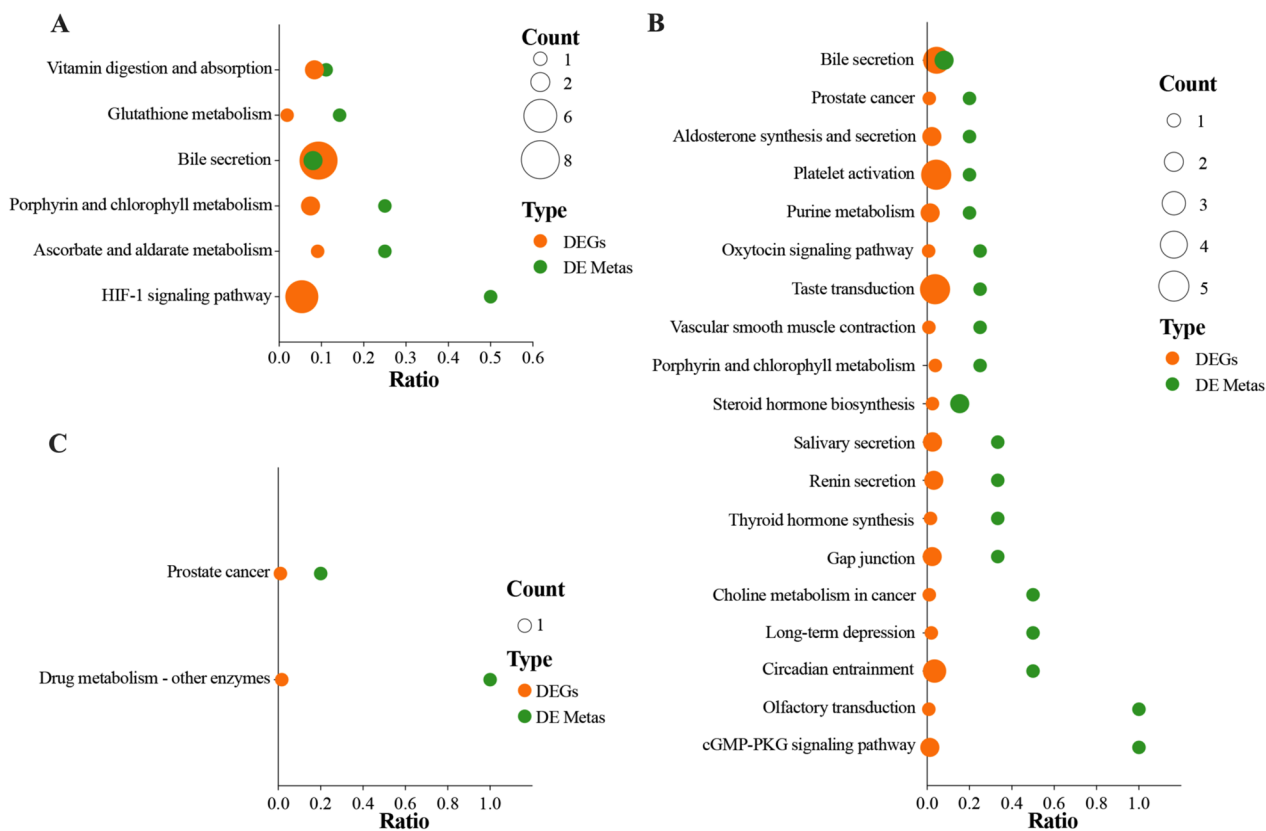 A
Vitamin digestion and absorption
Glutathione metabolism
Bile secretion
Porphyrin and chlorophyll metabolism
Ascorbate and aldarate metabolism
HIF-1 signaling pathway
0.0 0.1 0.2 0.3 0.4 0.5 0.6
Ratio
Count
1
2
6
8
Type
DEGs
DE Metas
B
Bile secretion
Prostate cancer
Aldosterone synthesis and secretion
Platelet activation
Purine metabolism
Oxytocin signaling pathway
Taste transduction
Vascular smooth muscle contraction
Porphyrin and chlorophyll metabolism
Steroid hormone biosynthesis
Salivary secretion
Renin secretion
Thyroid hormone synthesis
Gap junction
Choline metabolism in cancer
Long-term depression
Circadian entrainment
Olfactory transduction
cGMP-PKG signaling pathway
0.0 0.2 0.4 0.6 0.8 1.0
Ratio
Count
1
2
3
4
5
Type
DEGs
DE Metas
C
Prostate cancer
Drug metabolism - other enzymes
0.0 0.2 0.4 0.6 0.8 1.0
Ratio
Count
1
Type
DEGs
DE Metas